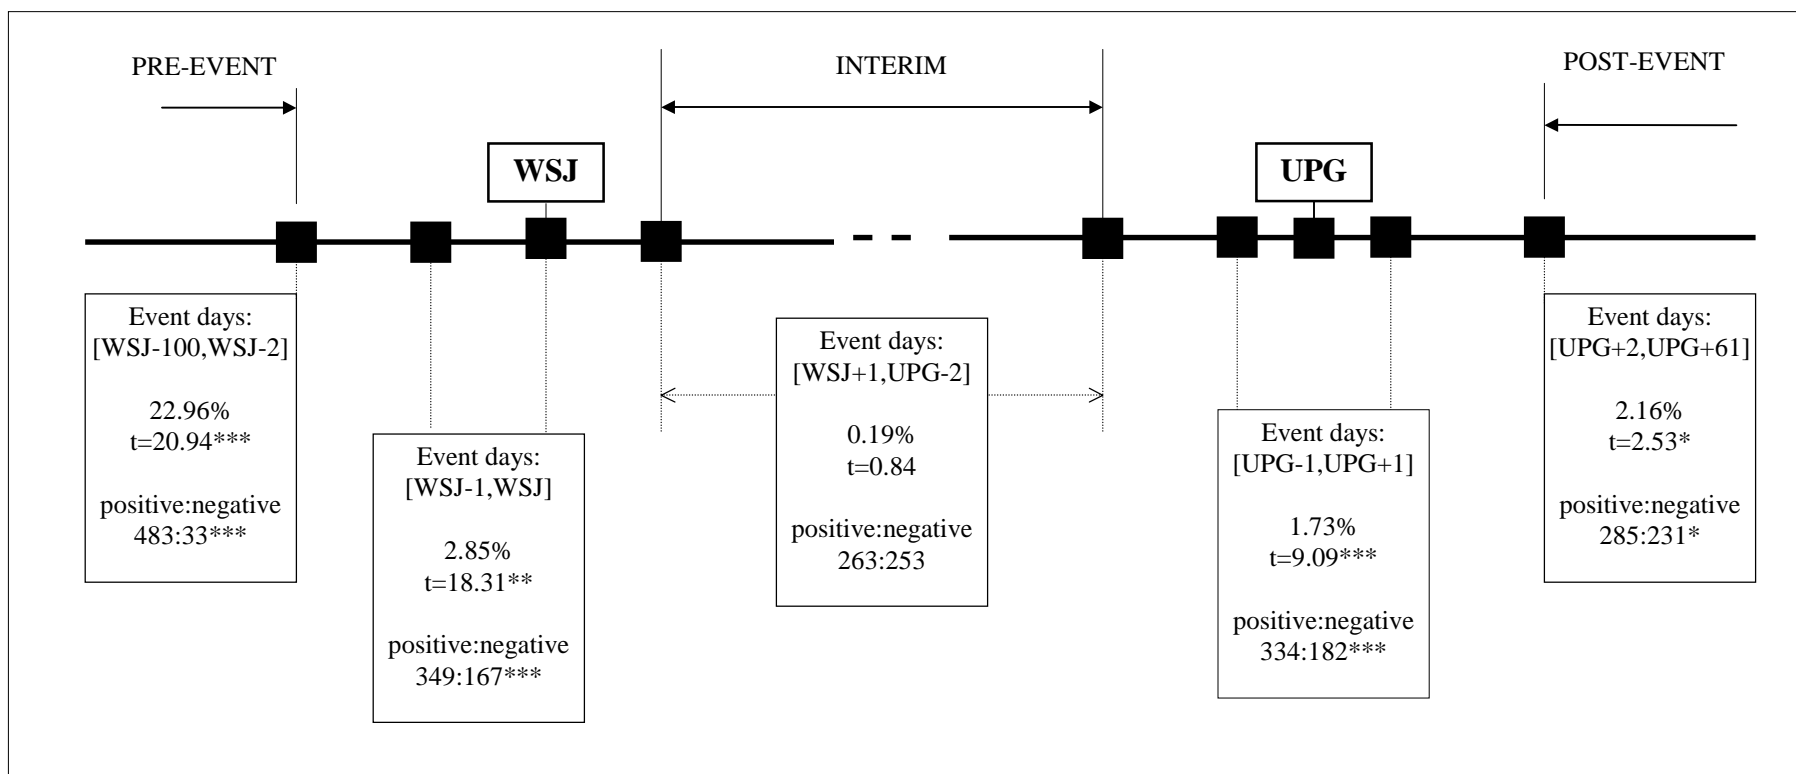 PRE-EVENT
INTERIM
POST-EVENT
WSJ
UPG
Event days:
[WSJ-100,WSJ-2]
22.96%
t=20.94***
positive:negative
483:33***
Event days:
[WSJ-1,WSJ]
2.85%
t=18.31**
positive:negative
349:167***
Event days:
[WSJ+1,UPG-2]
0.19%
t=0.84
positive:negative
263:253
Event days:
[UPG-1,UPG+1]
1.73%
t=9.09***
positive:negative
334:182***
Event days:
[UPG+2,UPG+61]
2.16%
t=2.53*
positive:negative
285:231*